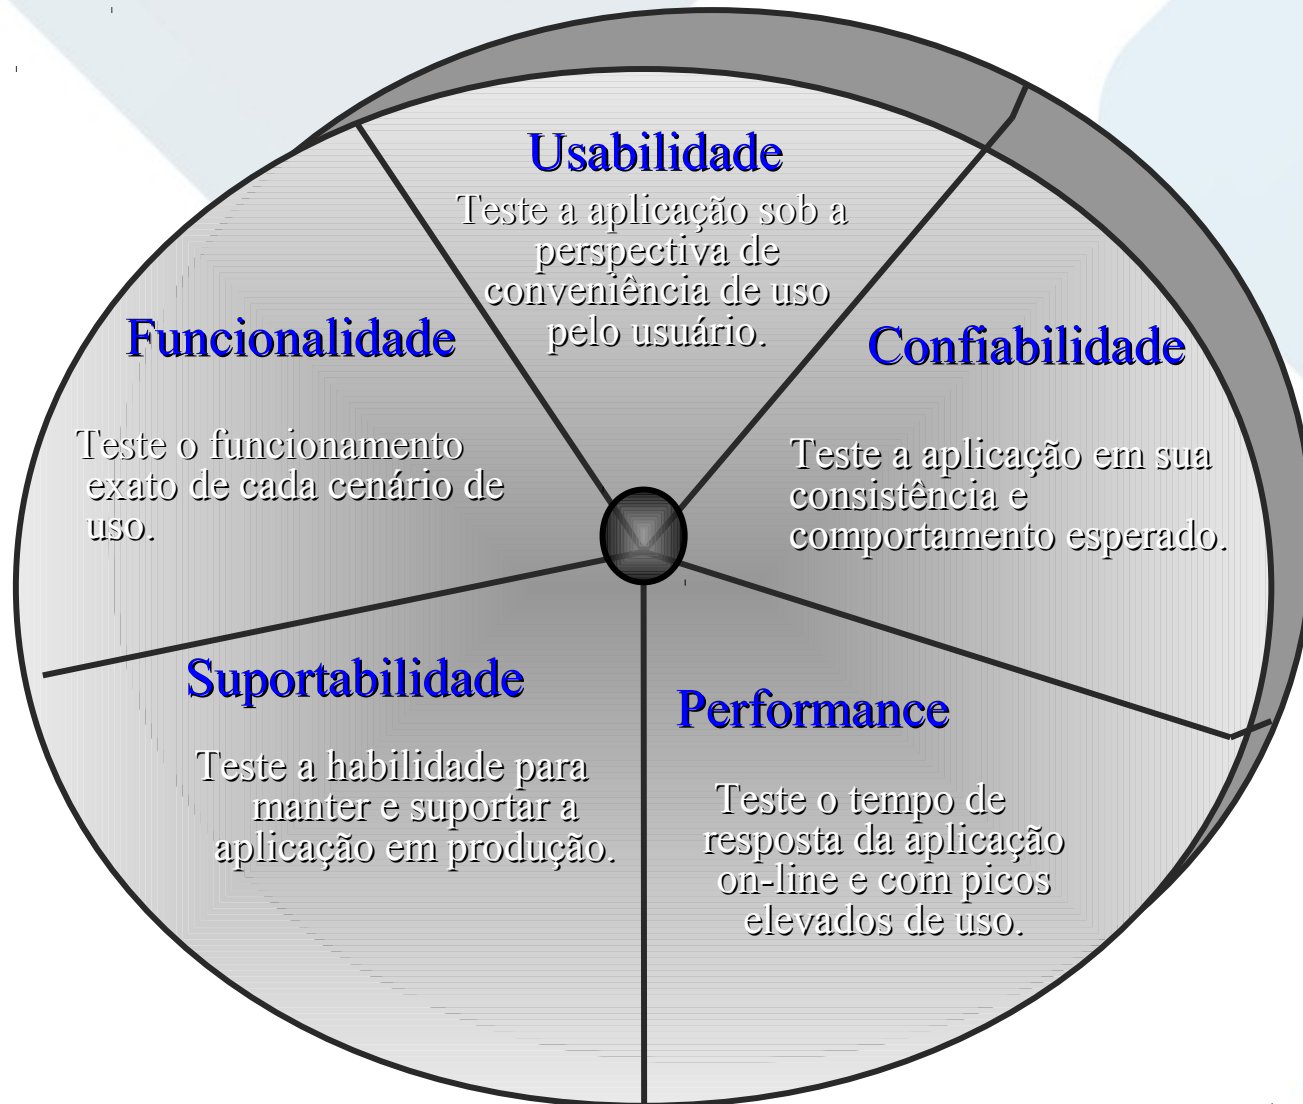 Usabilidade
Teste a aplicação sob a
perspectiva de
conveniência de uso
pelo usuário.
Funcionalidade
Teste o funcionamento
exato de cada cenário de
uso.
Confiabilidade
Teste a aplicação em sua
consistência e
comportamento esperado.
Suportabilidade
Teste a habilidade para
manter e suportar a
aplicação em produção.
Performance
Teste o tempo de
resposta da aplicação
on-line e com picos
elevados de uso.